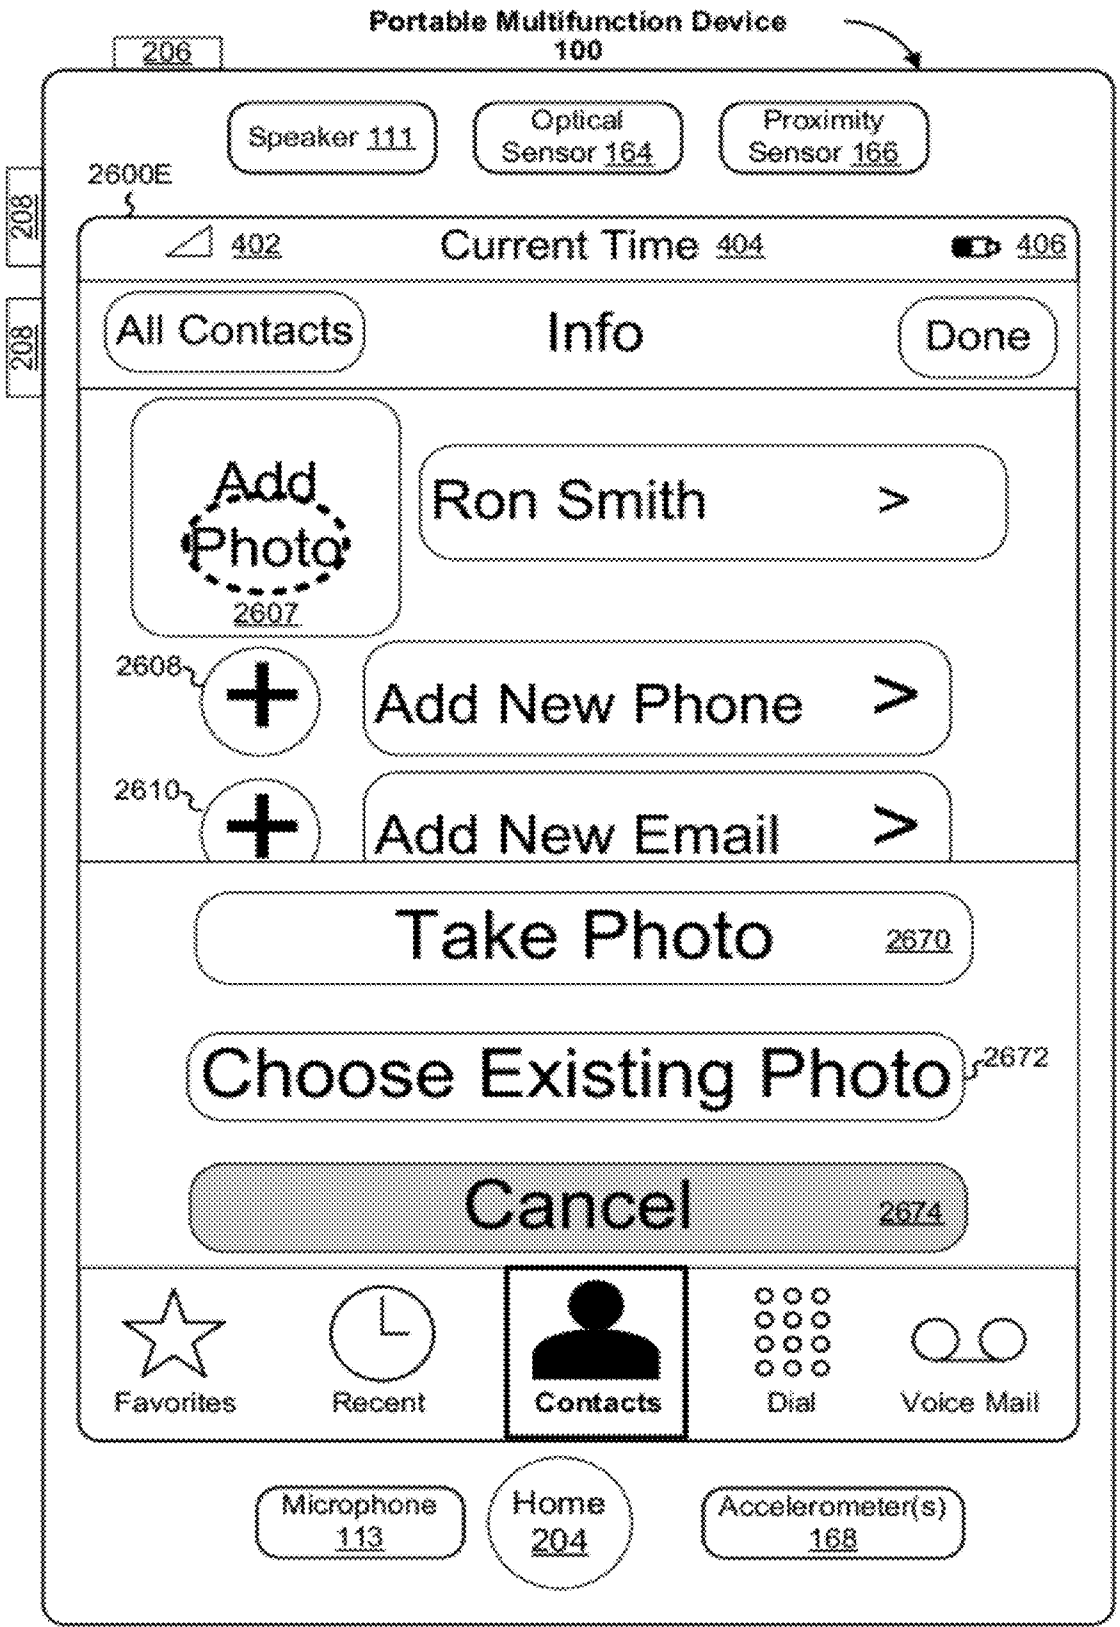 Portable Multifunction Device
100
206
Speaker 111
Optical
Sensor 164
Proximity
Sensor 166
208
2600E
402
Current Time 404
406
208
All Contacts
Info
Done
Add
Photo
2607
Ron Smith >
2608
+
Add New Phone >
2610
+
Add New Email >
Take Photo 2670
Choose Existing Photo
2672
Cancel 2674
Favorites
Recent
Contacts
Dial
Voice Mail
Microphone
113
Home
204
Accelerometer(s)
168